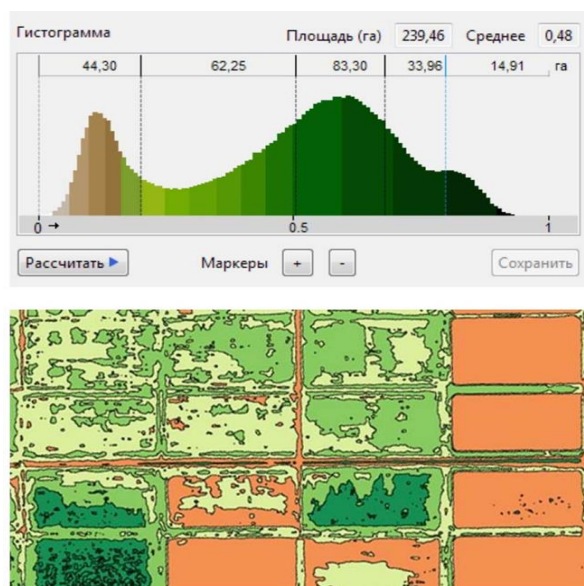 Гистограмма Площадь (га) 239,46 Среднее 0,48
44,30 62,25 83,30 33,96 14,91 га
0 → 0.5 1
Рассчитать Маркеры + - Сохранить